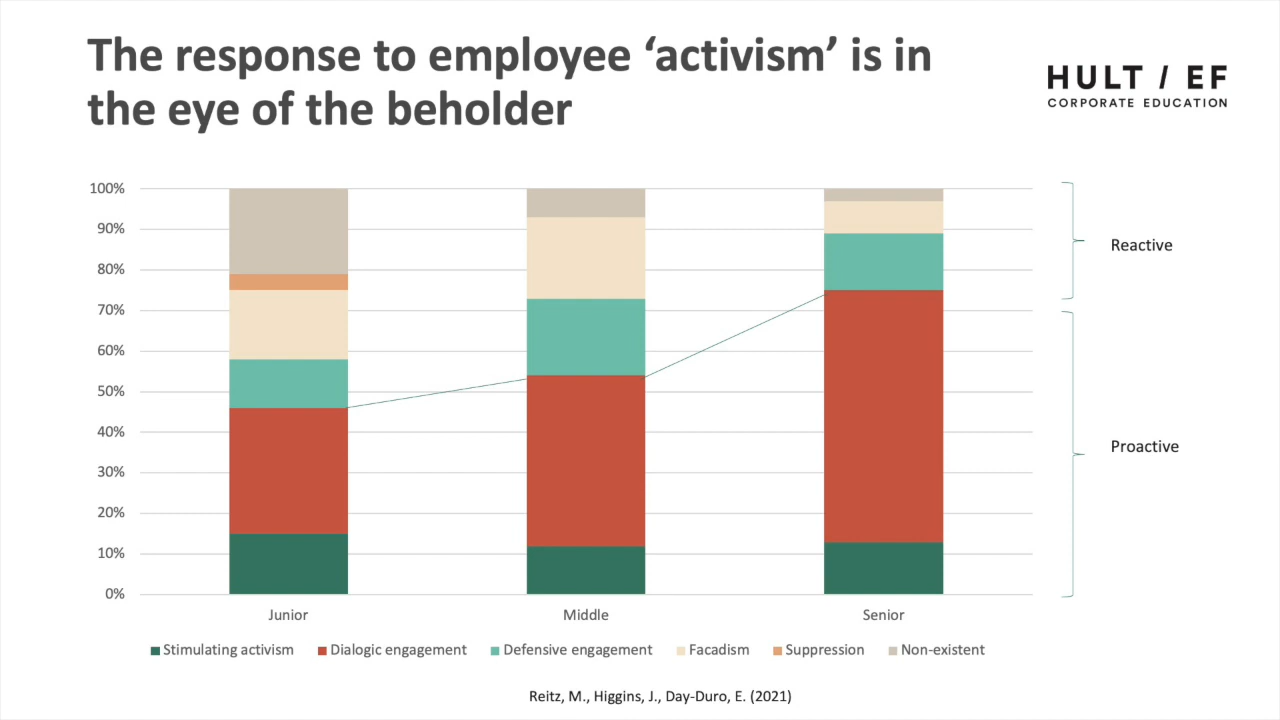 The response to employee ‘activism’ is in
the eye of the beholder
HULT / EF
CORPORATE EDUCATION
100%
90%
80%
70%
60%
50%
40%
30%
20%
10%
0%
Reactive
Proactive
Junior Middle Senior
Stimulating activism Dialogic engagement Defensive engagement Facadism Suppression Non-existent
Reitz, M., Higgins, J., Day-Duro, E. (2021)